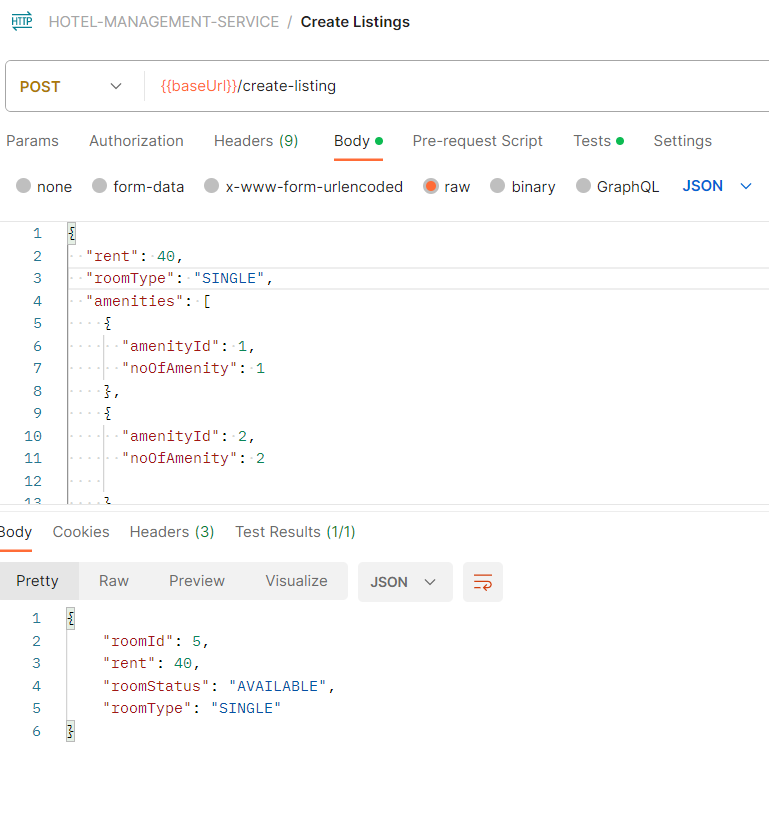 HTTP HOTEL-MANAGEMENT-SERVICE / Create Listings
POST {{baseUrl}}/create-listing
Params Authorization Headers (9) Body Pre-request Script Tests Settings
none form-data x-www-form-urlencoded raw binary GraphQL JSON
1 {
2 "rent": 40,
3 "roomType": "SINGLE",
4 "amenities": [
5 {
6 "amenityId": 1,
7 "noOfAmenity": 1
8 },
9 {
10 "amenityId": 2,
11 "noOfAmenity": 2
12
13 }
Body Cookies Headers (3) Test Results (1/1)
Pretty Raw Preview Visualize JSON
1 {
2 "roomId": 5,
3 "rent": 40,
4 "roomStatus": "AVAILABLE",
5 "roomType": "SINGLE"
6 }